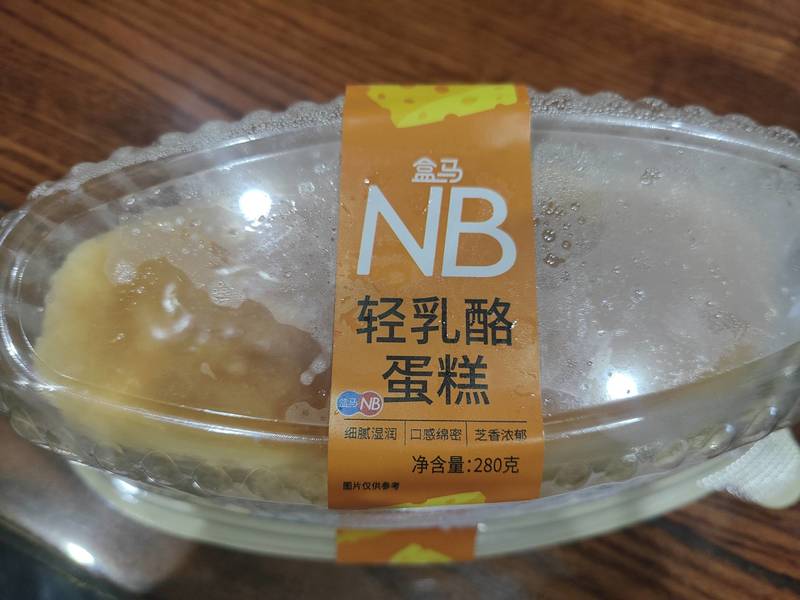 盒马
NB
轻乳酪
蛋糕
盒马NB
细腻湿润 口感绵密 芝香浓郁
净含量:280克
图片仅供参考